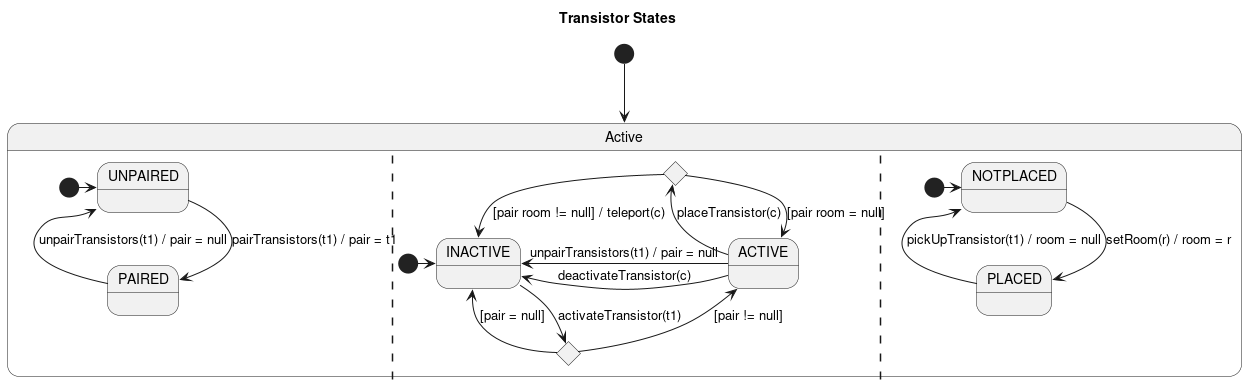 Transistor States
Active
UNPAIRED
unpairTransistors(t1) / pair = null
pairTransistors(t1) / pair = t1
PAIRED
[pair room != null] / teleport(c)
placeTransistor(c)
[pair room = null]
INACTIVE
unpairTransistors(t1) / pair = null
ACTIVE
deactivateTransistor(c)
[pair = null]
activateTransistor(t1)
[pair != null]
NOTPLACED
pickUpTransistor(t1) / room = null
setRoom(r) / room = r
PLACED